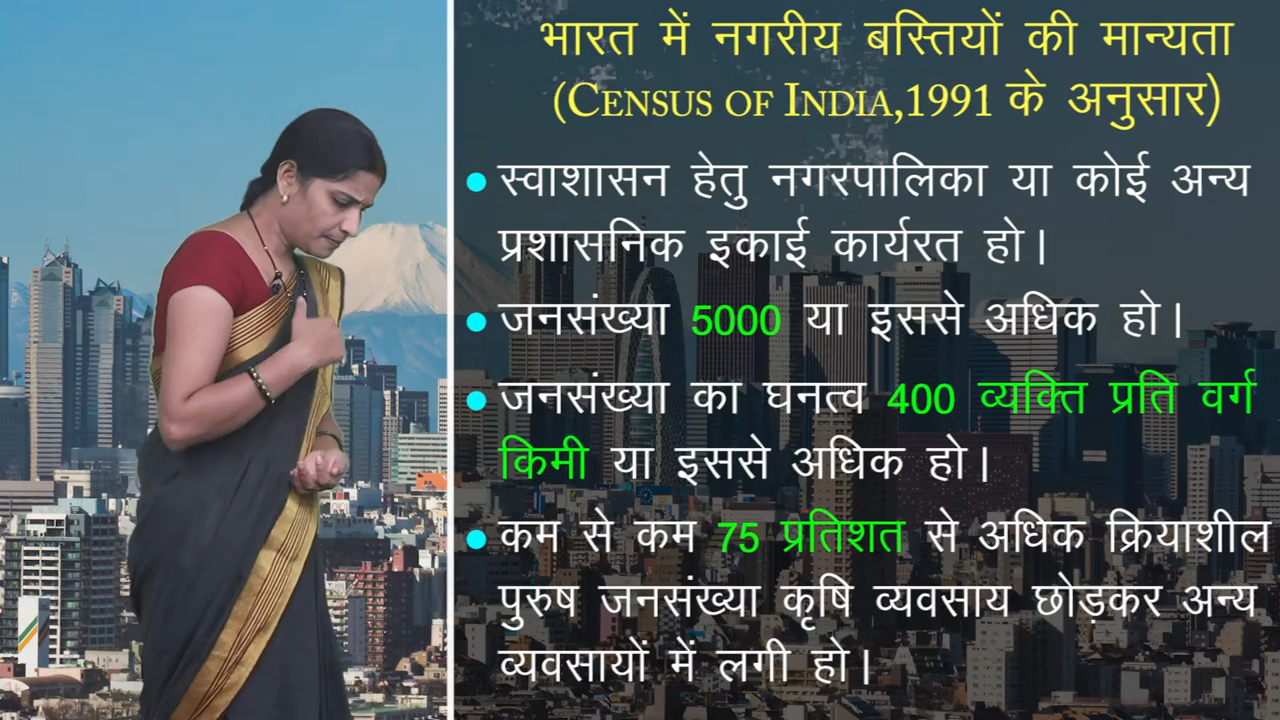 भारत में नगरीय बस्तियों की मान्यता
(CENSUS OF INDIA,1991 के अनुसार)
स्वाशासन हेतु नगरपालिका या कोई अन्य
प्रशासनिक इकाई कार्यरत हो।
जनसंख्या 5000 या इससे अधिक हो।
जनसंख्या का घनत्व 400 व्यक्ति प्रति वर्ग
किमी या इससे अधिक हो।
कम से कम 75 प्रतिशत से अधिक क्रियाशील
पुरुष जनसंख्या कृषि व्यवसाय छोड़कर अन्य
व्यवसायों में लगी हो।